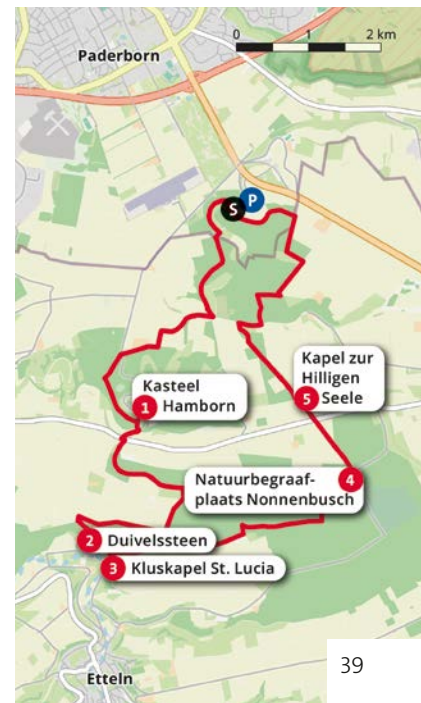 0 1 2 km
Paderborn
S P
Kasteel
1 Hamborn
Kapel zur
Hilligen
5 Seele
Natuurbegraaf-
plaats Nonnenbusch
4
2 Duivelssteen
3 Kluskapel St. Lucia
Etteln
39